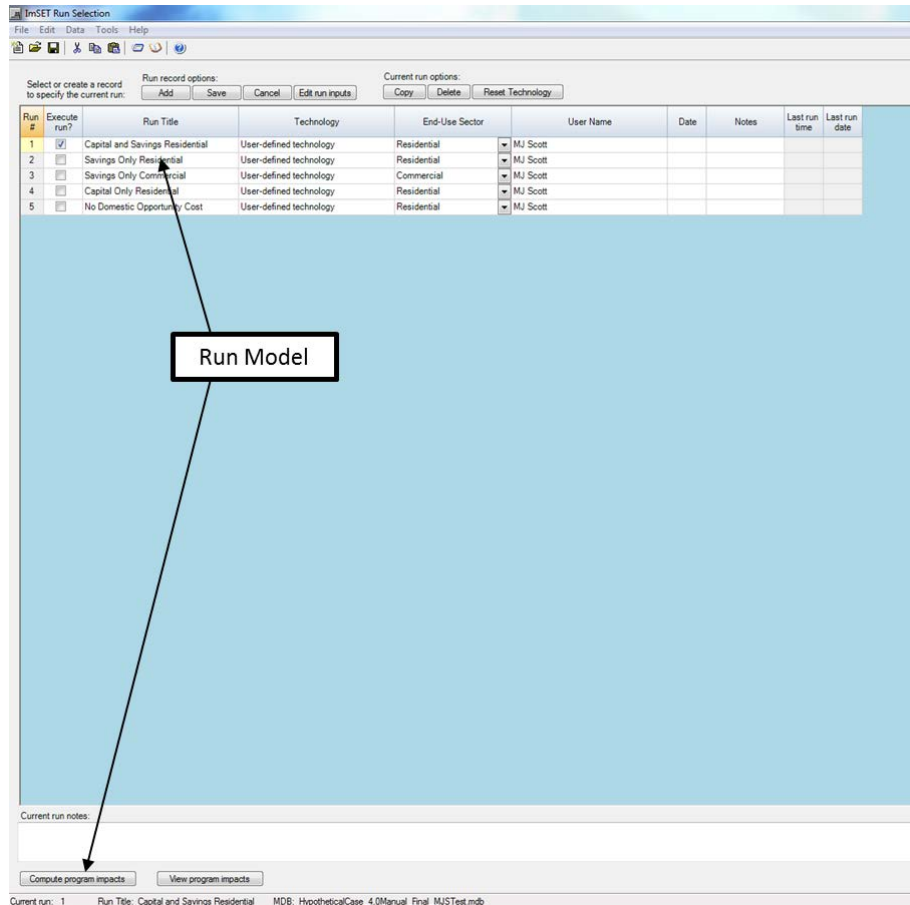 ImSET Run Selection
File Edit Data Tools Help
Select or create a record to specify the current run:
Run record options:
Add Save Cancel Edit run inputs
Current run options:
Copy Delete Reset Technology
Run # Execute run? Run Title Technology End-Use Sector User Name Date Notes Last run time Last run date
1 Capital and Savings Residential User-defined technology Residential MJ Scott
2 Savings Only Residential User-defined technology Residential MJ Scott
3 Savings Only Commercial User-defined technology Commercial MJ Scott
4 Capital Only Residential User-defined technology Residential MJ Scott
5 No Domestic Opportunity Cost User-defined technology Residential MJ Scott
Run Model
Current run notes:
Compute program impacts View program impacts
Current run: 1 Run Title: Capital and Savings Residential MDB: HypotheticalCase_4.0Manual_Final_MJSTest.mdb